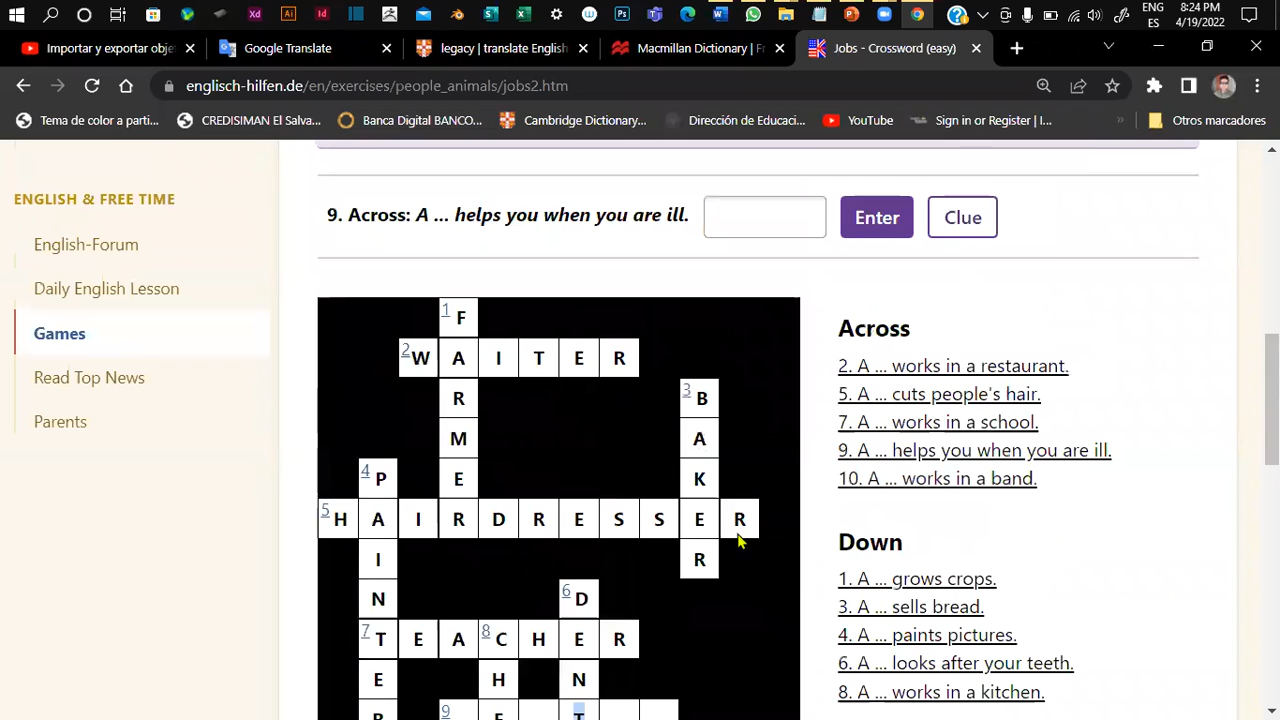 ENG
ES
8:24 PM
4/19/2022
Importar y exportar obje
Google Translate
legacy | translate English
Macmillan Dictionary | Fr
Jobs - Crossword (easy)
englisch-hilfen.de/en/exercises/people_animals/jobs2.htm
Tema de color a parti...
CREDISIMAN El Salva...
Banca Digital BANCO...
Cambridge Dictionary...
Dirección de Educaci...
YouTube
Sign in or Register | I...
Otros marcadores
ENGLISH & FREE TIME
English-Forum
Daily English Lesson
Games
Read Top News
Parents
9. Across: A ... helps you when you are ill.
Enter
Clue
1 F
2 W A I T E R
R
3 B
M
A
4 P
E
K
5 H A I R D R E S S E R
I
R
N
6 D
7 T E A 8 C H E R
E
H
N
R
9
F
T
Across
2. A ... works in a restaurant.
5. A ... cuts people's hair.
7. A ... works in a school.
9. A ... helps you when you are ill.
10. A ... works in a band.
Down
1. A ... grows crops.
3. A ... sells bread.
4. A ... paints pictures.
6. A ... looks after your teeth.
8. A ... works in a kitchen.